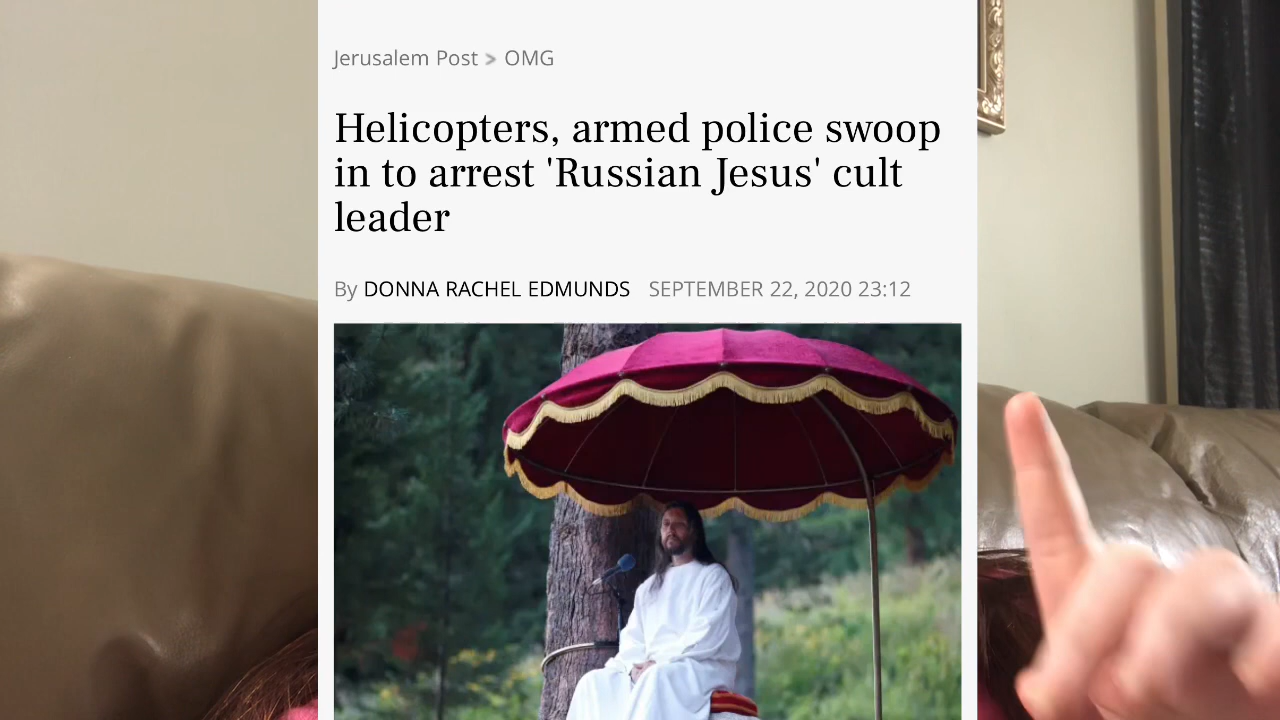 Jerusalem Post > OMG
Helicopters, armed police swoop
in to arrest 'Russian Jesus' cult
leader
By DONNA RACHEL EDMUNDS SEPTEMBER 22, 2020 23:12